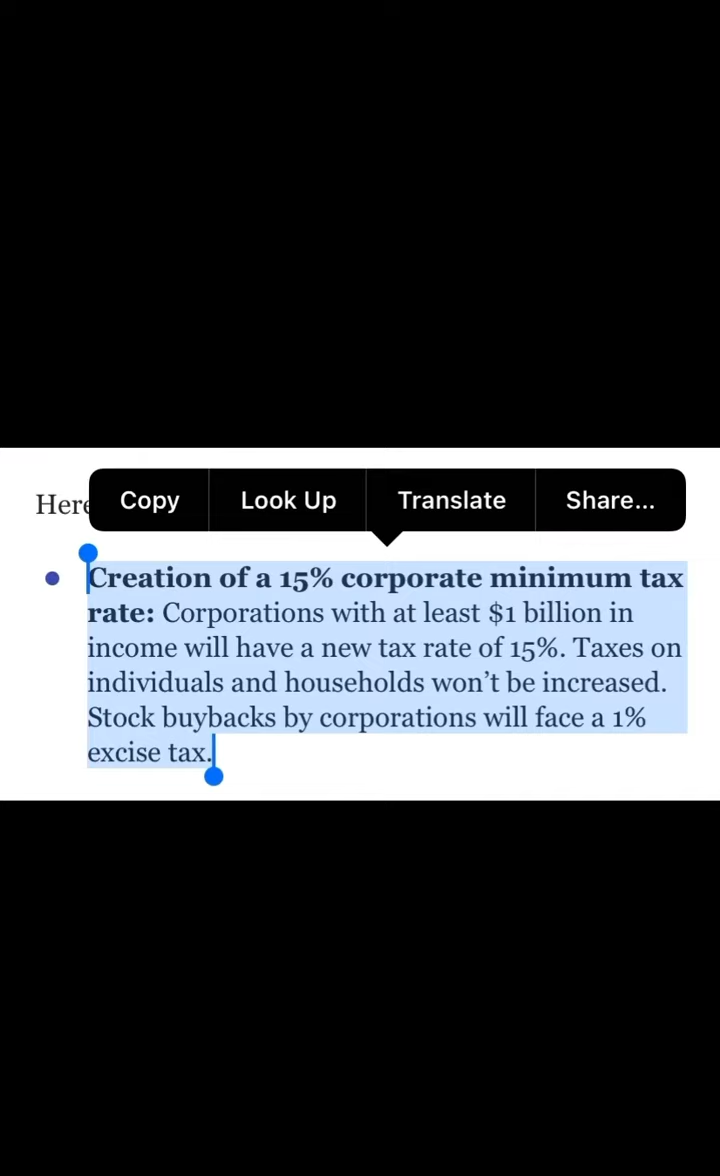 Here
Copy Look Up Translate Share...
Creation of a 15% corporate minimum tax
rate: Corporations with at least $1 billion in
income will have a new tax rate of 15%. Taxes on
individuals and households won’t be increased.
Stock buybacks by corporations will face a 1%
excise tax.